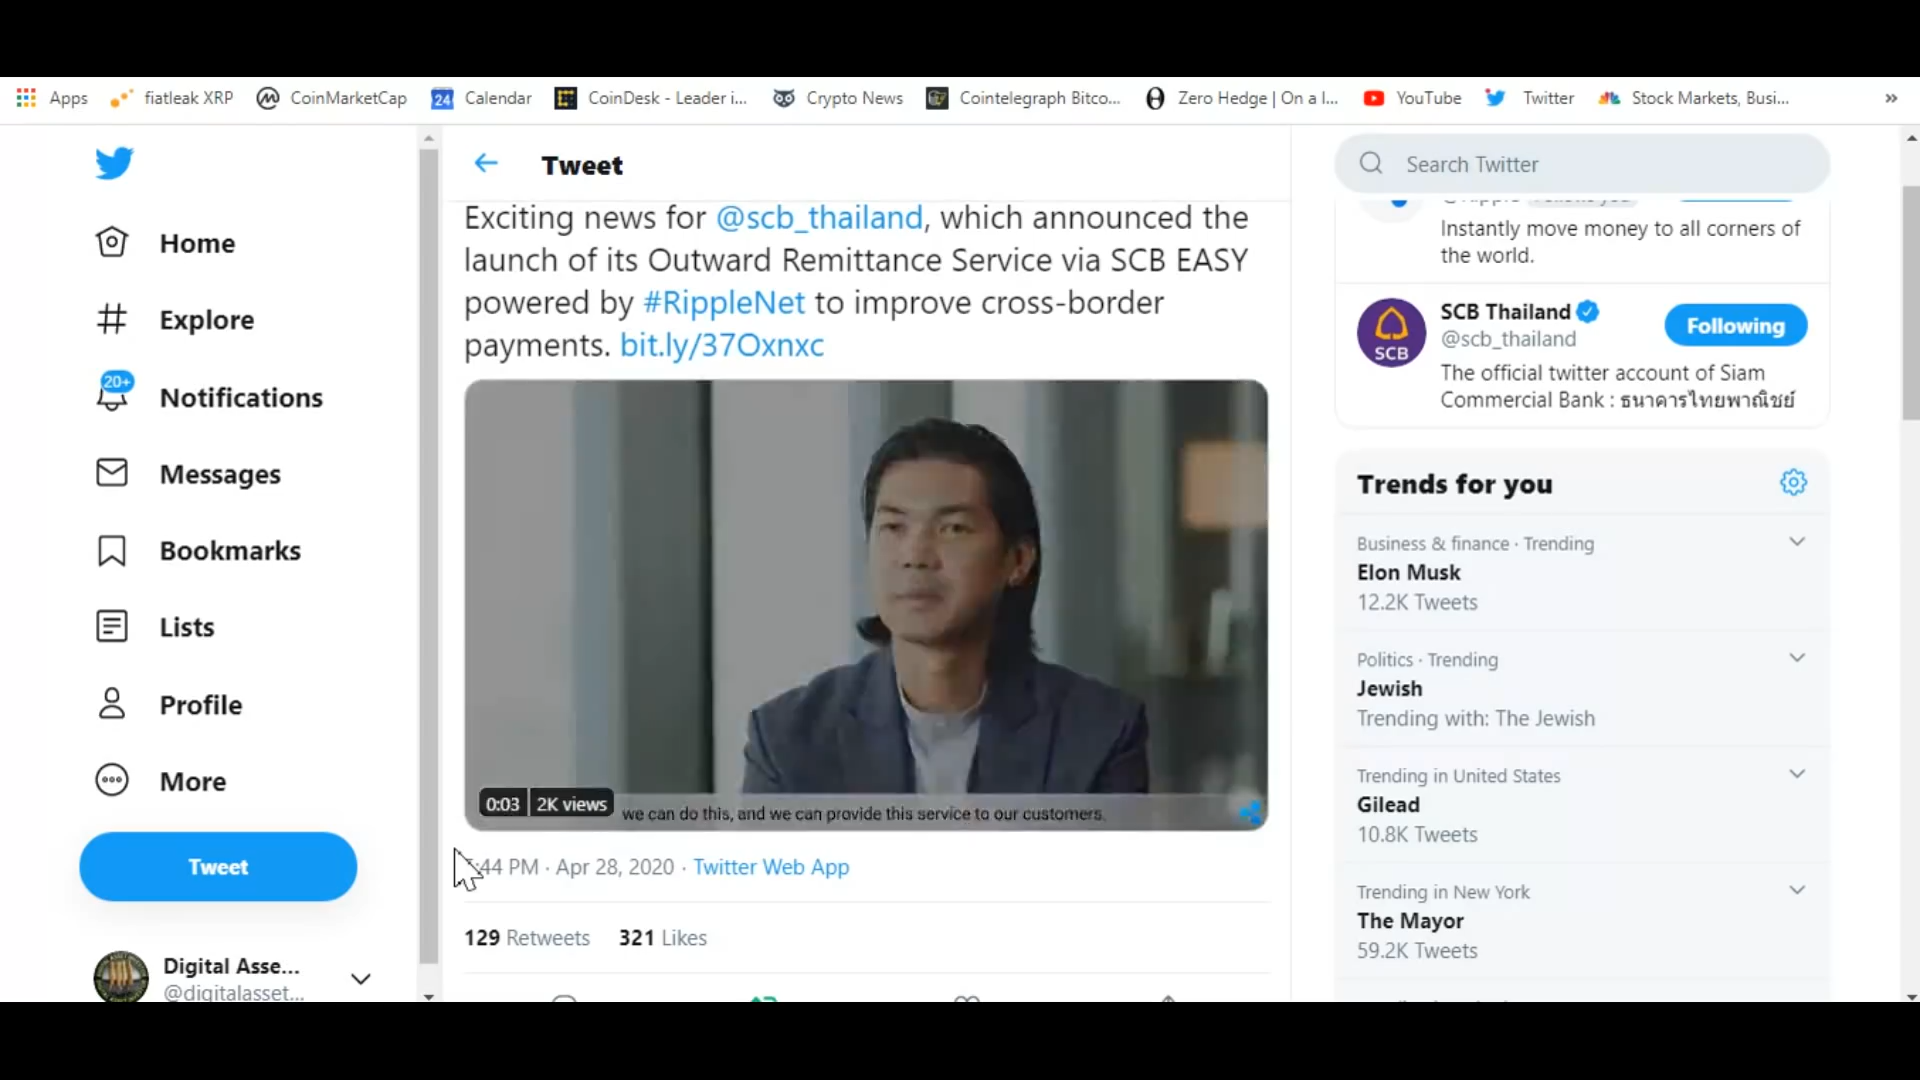 Apps
fiatleak XRP
CoinMarketCap
24
Calendar
CoinDesk - Leader i...
Crypto News
Cointelegraph Bitco...
Zero Hedge | On a l...
YouTube
Twitter
Stock Markets, Busi...
»
Home
Explore
20+
Notifications
Messages
Bookmarks
Lists
Profile
More
Tweet
Digital Asse...
@digitalasset...
Tweet
Exciting news for @scb_thailand, which announced the
launch of its Outward Remittance Service via SCB EASY
powered by #RippleNet to improve cross-border
payments. bit.ly/37Oxnxc
0:03
2K views
we can do this, and we can provide this service to our customers.
:44 PM · Apr 28, 2020 · Twitter Web App
129 Retweets 321 Likes
Search Twitter
Instantly move money to all corners of
the world.
SCB
SCB Thailand
@scb_thailand
Following
The official twitter account of Siam
Commercial Bank : ธนาคารไทยพาณิชย์
Trends for you
Business & finance · Trending
Elon Musk
12.2K Tweets
Politics · Trending
Jewish
Trending with: The Jewish
Trending in United States
Gilead
10.8K Tweets
Trending in New York
The Mayor
59.2K Tweets